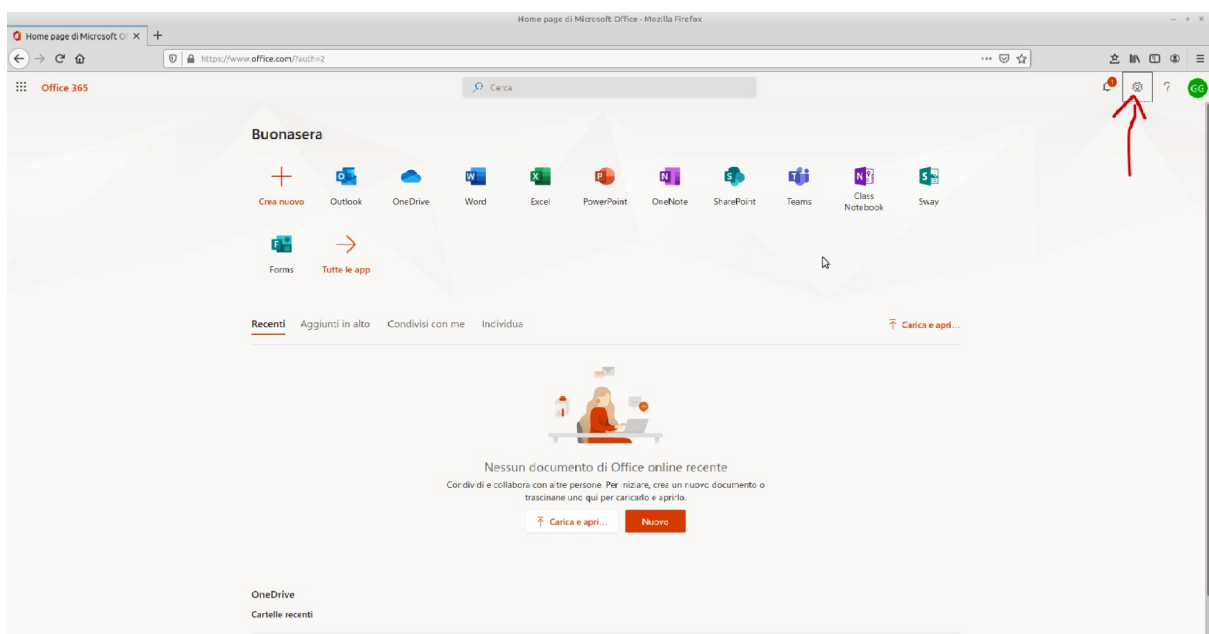 Home page di Microsoft Office - Mozilla Firefox
Home page di Microsoft Of
https://www.office.com/?auth=2
Office 365
Cerca
1
?
GG
Buonasera
Crea nuovo
Outlook
OneDrive
Word
Excel
PowerPoint
OneNote
SharePoint
Teams
Class
Notebook
Sway
Forms
Tutte le app
Recenti
Aggiunti in alto
Condivisi con me
Individua
Carica e apri...
Nessun documento di Office online recente
Condividi e collabora con altre persone. Per iniziare, crea un nuovo documento o
trascinane uno qui per caricarlo e aprirlo.
Carica e apri...
Nuovo
OneDrive
Cartelle recenti